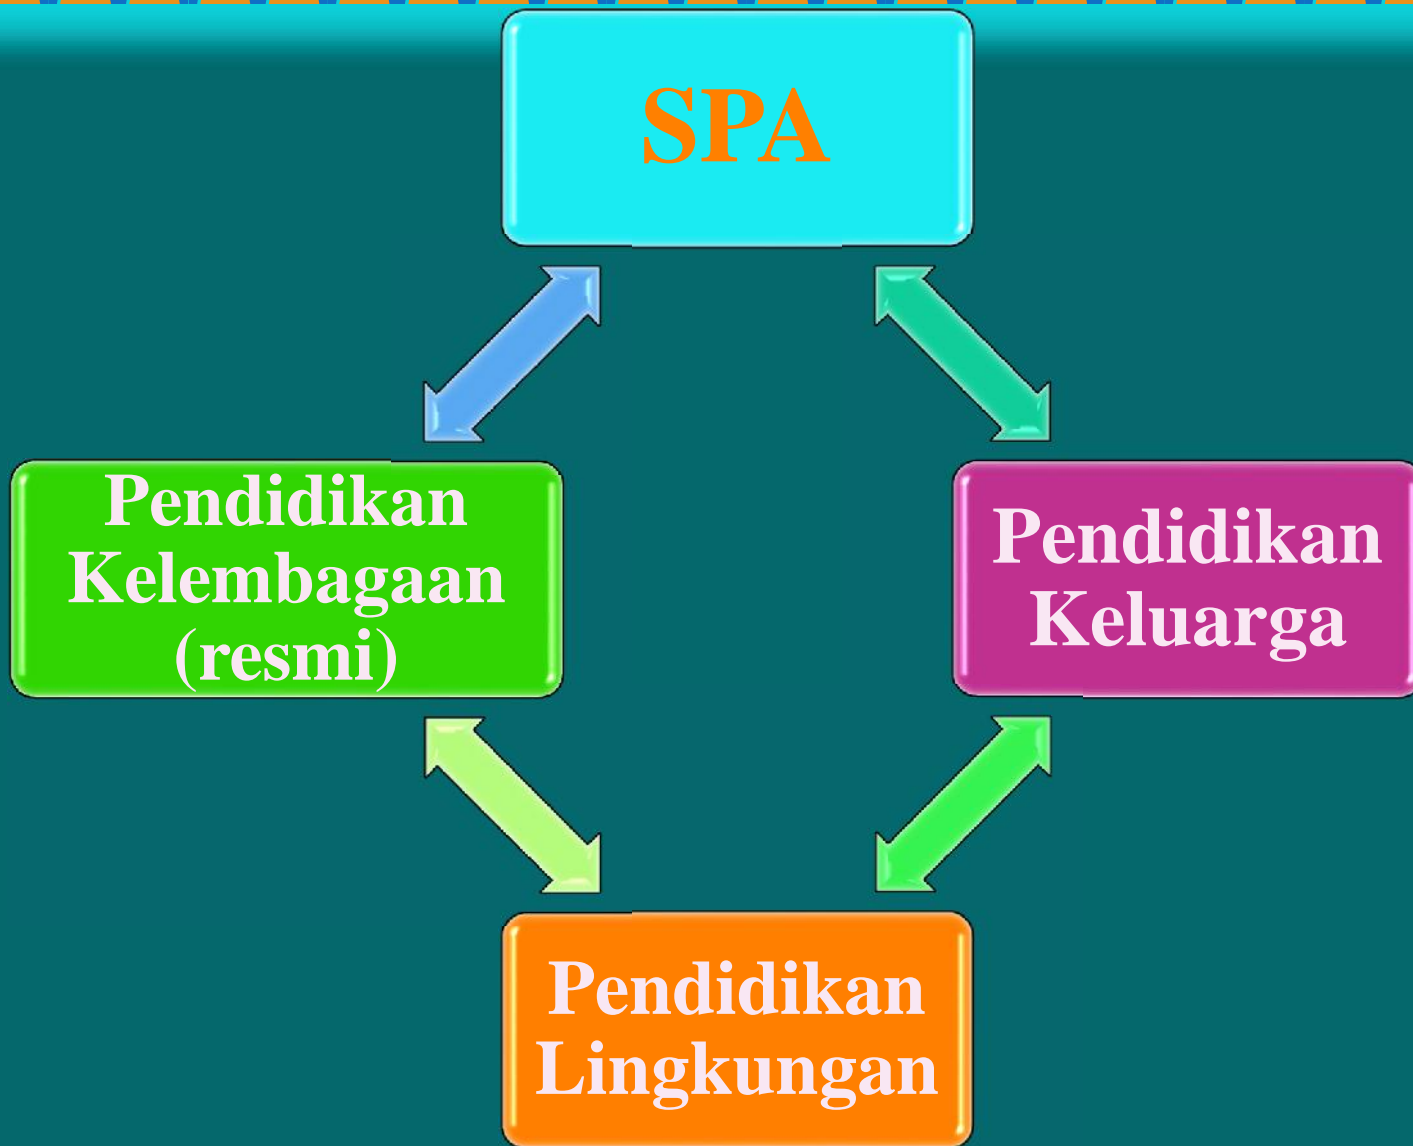 SPA
Pendidikan
Kelembagaan
(resmi)
Pendidikan
Keluarga
Pendidikan
Lingkungan